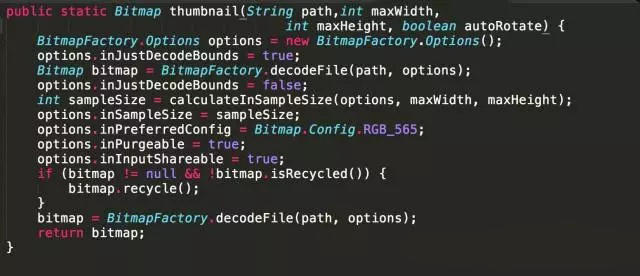 public static Bitmap thumbnail(String path,int maxWidth,
int maxHeight, boolean autoRotate) {
BitmapFactory.Options options = new BitmapFactory.Options();
options.inJustDecodeBounds = true;
Bitmap bitmap = BitmapFactory.decodeFile(path, options);
options.inJustDecodeBounds = false;
int sampleSize = calculateInSampleSize(options, maxWidth, maxHeight);
options.inSampleSize = sampleSize;
options.inPreferredConfig = Bitmap.Config.RGB_565;
options.inPurgeable = true;
options.inInputShareable = true;
if (bitmap != null && !bitmap.isRecycled()) {
bitmap.recycle();
}
bitmap = BitmapFactory.decodeFile(path, options);
return bitmap;
}